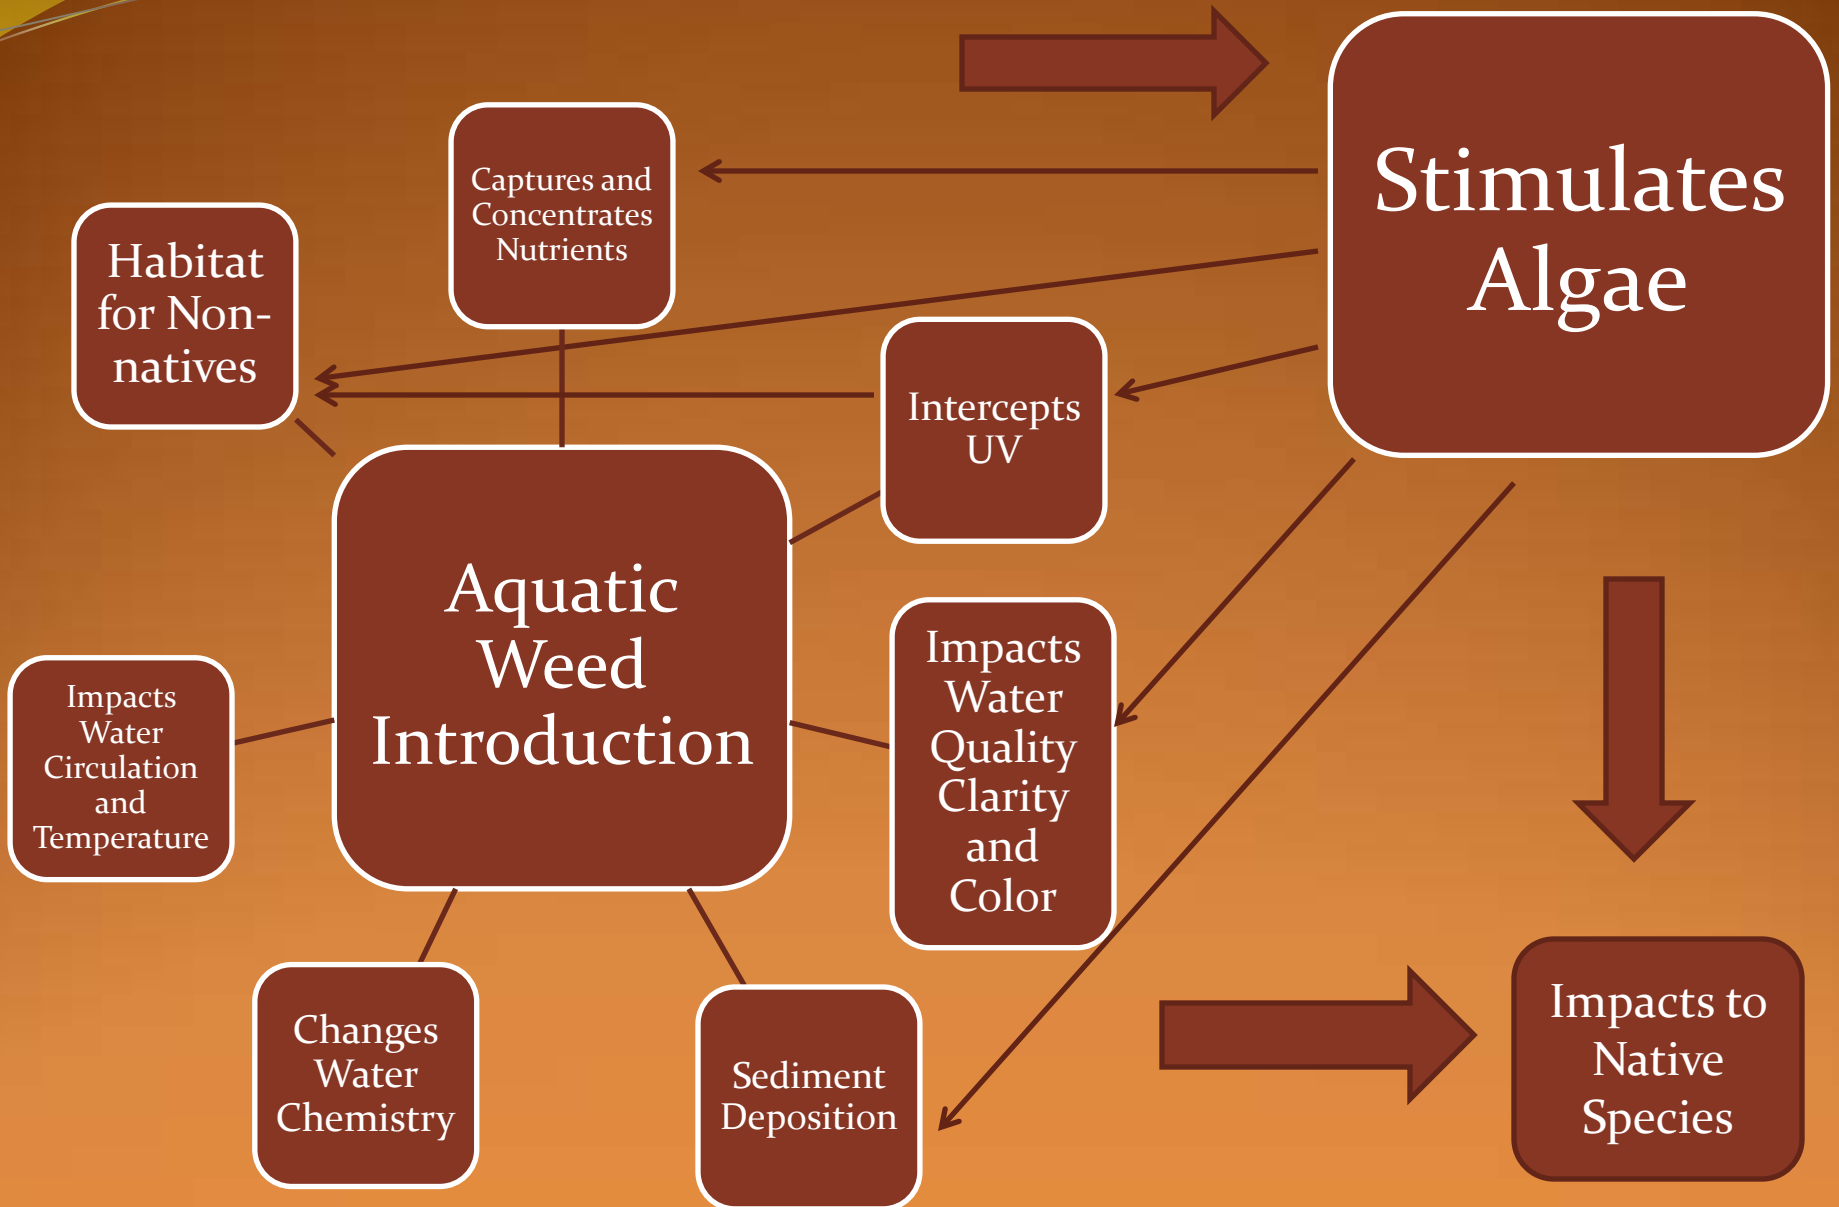 Stimulates
Algae
Captures and
Concentrates
Nutrients
Habitat
for Non-
natives
Intercepts
UV
Aquatic
Weed
Introduction
Impacts
Water
Quality
Clarity
and
Color
Impacts
Water
Circulation
and
Temperature
Changes
Water
Chemistry
Sediment
Deposition
Impacts to
Native
Species